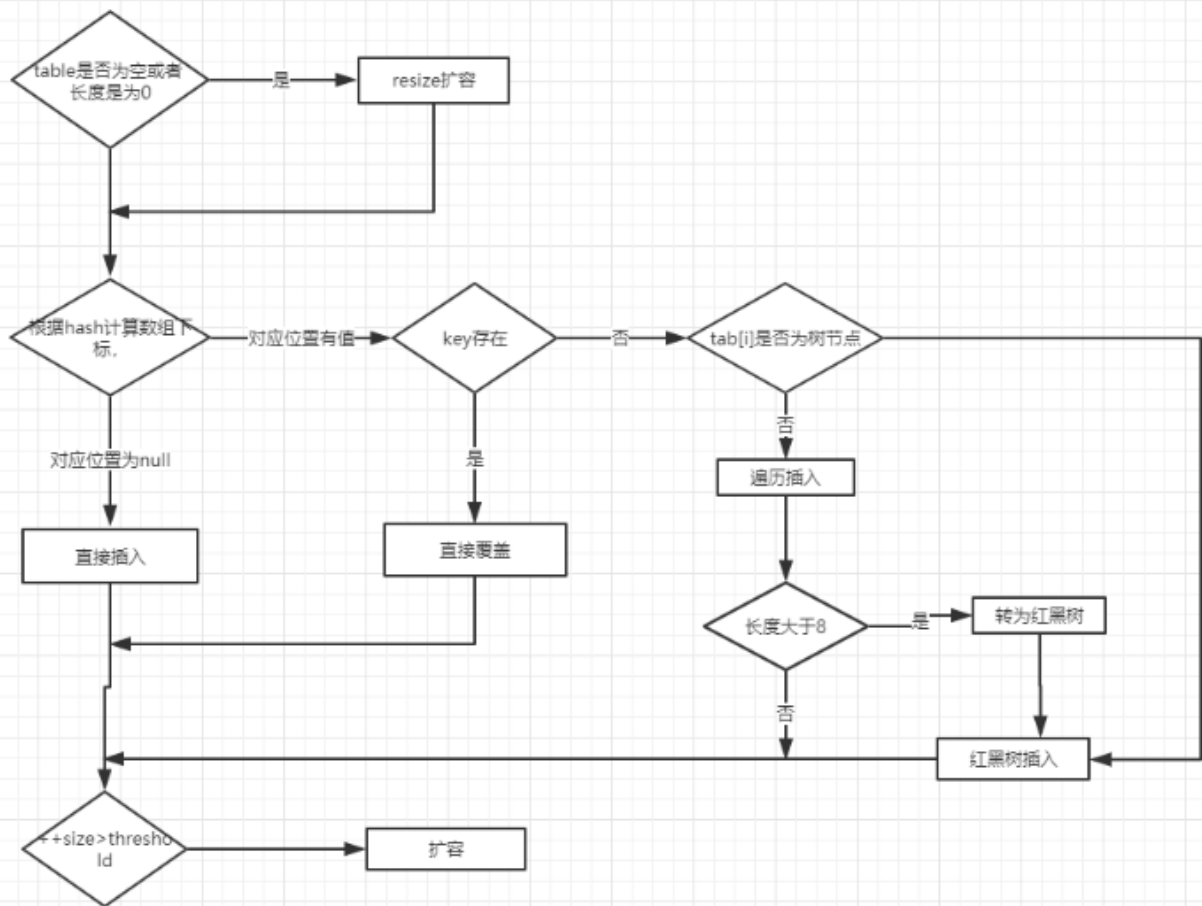 table是否为空或者
长度是为0
是
resize扩容
根据hash计算数组下
标，
对应位置有值
key存在
否
tab[i]是否为树节点
对应位置为null
是
否
遍历插入
直接插入
直接覆盖
长度大于8
是
转为红黑树
否
红黑树插入
++size>thresho
ld
扩容